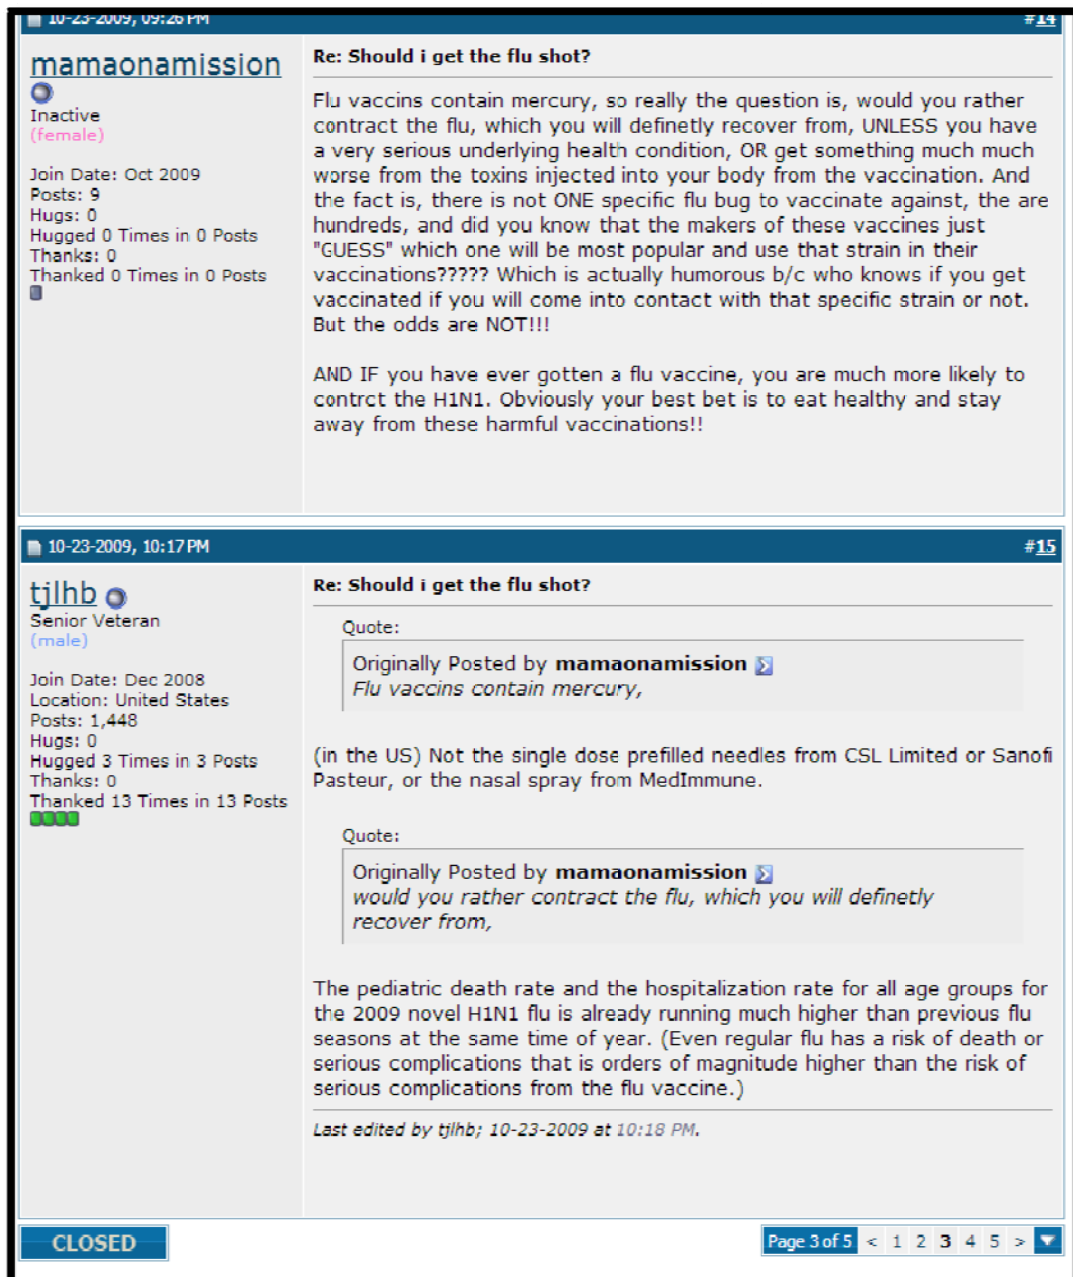 10-23-2009, 09:26 PM #14
mamaonamission
Inactive
(female)
Join Date: Oct 2009
Posts: 9
Hugs: 0
Hugged 0 Times in 0 Posts
Thanks: 0
Thanked 0 Times in 0 Posts
Re: Should i get the flu shot?
Flu vaccins contain mercury, so really the question is, would you rather
contract the flu, which you will definetly recover from, UNLESS you have
a very serious underlying health condition, OR get something much much
worse from the toxins injected into your body from the vaccination. And
the fact is, there is not ONE specific flu bug to vaccinate against, the are
hundreds, and did you know that the makers of these vaccines just
"GUESS" which one will be most popular and use that strain in their
vaccinations????? Which is actually humorous b/c who knows if you get
vaccinated if you will come into contact with that specific strain or not.
But the odds are NOT!!!
AND IF you have ever gotten a flu vaccine, you are much more likely to
contrct the H1N1. Obviously your best bet is to eat healthy and stay
away from these harmful vaccinations!!
10-23-2009, 10:17 PM #15
tjlhb
Senior Veteran
(male)
Join Date: Dec 2008
Location: United States
Posts: 1,448
Hugs: 0
Hugged 3 Times in 3 Posts
Thanks: 0
Thanked 13 Times in 13 Posts
Re: Should i get the flu shot?
Quote:
Originally Posted by mamaonamission
Flu vaccins contain mercury,
(in the US) Not the single dose prefilled needles from CSL Limited or Sanofi
Pasteur, or the nasal spray from MedImmune.
Quote:
Originally Posted by mamaonamission
would you rather contract the flu, which you will definetly
recover from,
The pediatric death rate and the hospitalization rate for all age groups for
the 2009 novel H1N1 flu is already running much higher than previous flu
seasons at the same time of year. (Even regular flu has a risk of death or
serious complications that is orders of magnitude higher than the risk of
serious complications from the flu vaccine.)
Last edited by tjlhb; 10-23-2009 at 10:18 PM.
CLOSED
Page 3 of 5 < 1 2 3 4 5 >